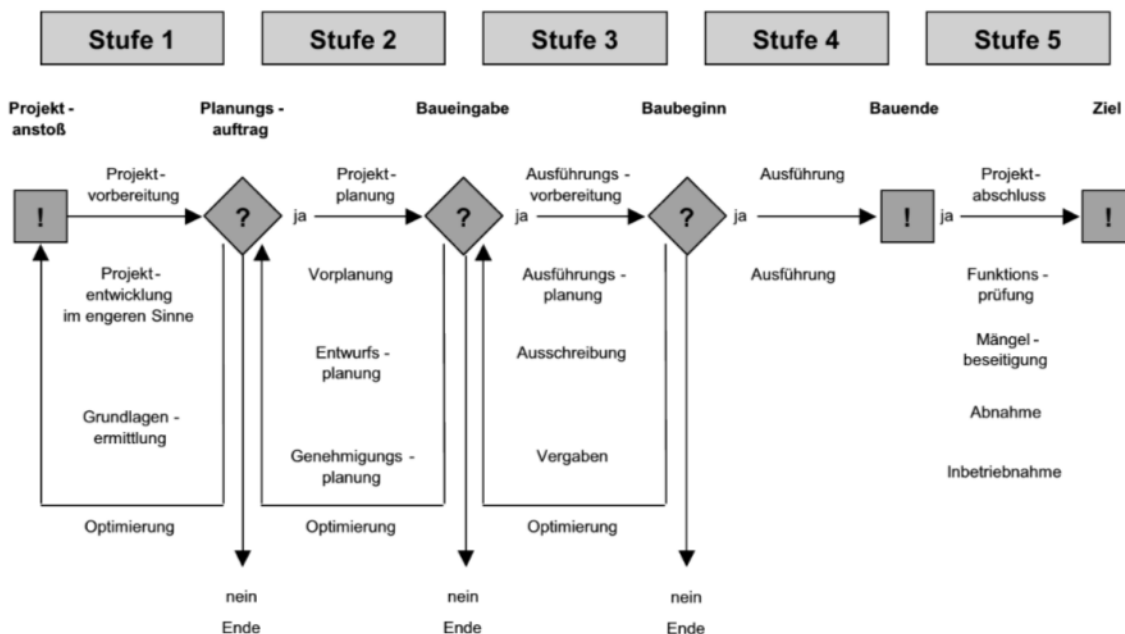 Stufe 1
Stufe 2
Stufe 3
Stufe 4
Stufe 5
Projekt -
anstoß
Planungs -
auftrag
Baueingabe
Baubeginn
Bauende
Ziel
Projekt-
vorbereitung
Projekt-
planung
Ausführungs -
vorbereitung
Ausführung
Projekt-
abschluss
!
?
ja
?
ja
?
ja
!
ja
!
Projekt-
entwicklung
im engeren Sinne
Grundlagen -
ermittlung
Optimierung
Vorplanung
Entwurfs -
planung
Genehmigungs -
planung
Optimierung
Ausführungs -
planung
Ausschreibung
Vergaben
Optimierung
Ausführung
Funktions -
prüfung
Mängel -
beseitigung
Abnahme
Inbetriebnahme
nein
Ende
nein
Ende
nein
Ende